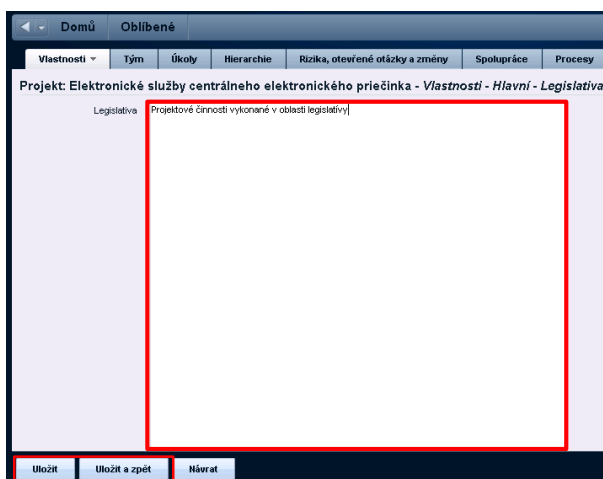 Domů Oblíbené
Vlastnosti Tým Úkoly Hierarchie Rizika, otevřené otázky a změny Spolupráce Procesy
Projekt: Elektronické služby centrálneho elektronického priečinka - Vlastnosti - Hlavní - Legislativa
Legislativa Projektové činnosti vykonané v oblasti legislatívy
Uložit Uložit a zpět Návrat